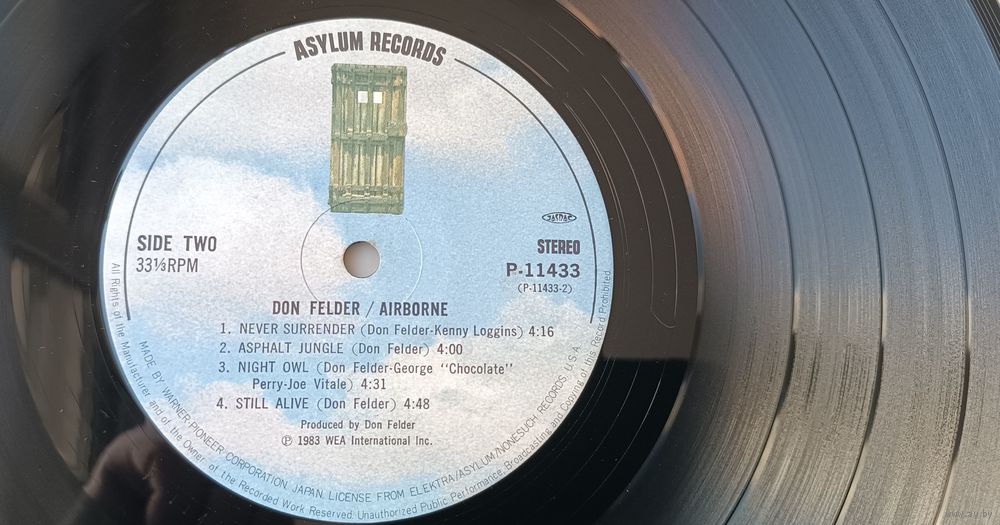 ASYLUM RECORDS
SIDE TWO
33⅓RPM
JASRAC
STEREO
P-11433
(P-11433-2)
DON FELDER / AIRBORNE
1. NEVER SURRENDER (Don Felder-Kenny Loggins) 4:16
2. ASPHALT JUNGLE (Don Felder) 4:00
3. NIGHT OWL (Don Felder-George “Chocolate”
Perry-Joe Vitale) 4:31
4. STILL ALIVE (Don Felder) 4:48
Produced by Don Felder
℗ 1983 WEA International Inc.
MADE BY WARNER-PIONEER CORPORATION JAPAN. LICENSE FROM ELEKTRA/ASYLUM/NONESUCH RECORDS, U.S.A.
All Rights of the Manufacturer and of the Owner of the Recorded Work Reserved. Unauthorized Public Performance, Broadcasting and Copying of this Record Prohibited.